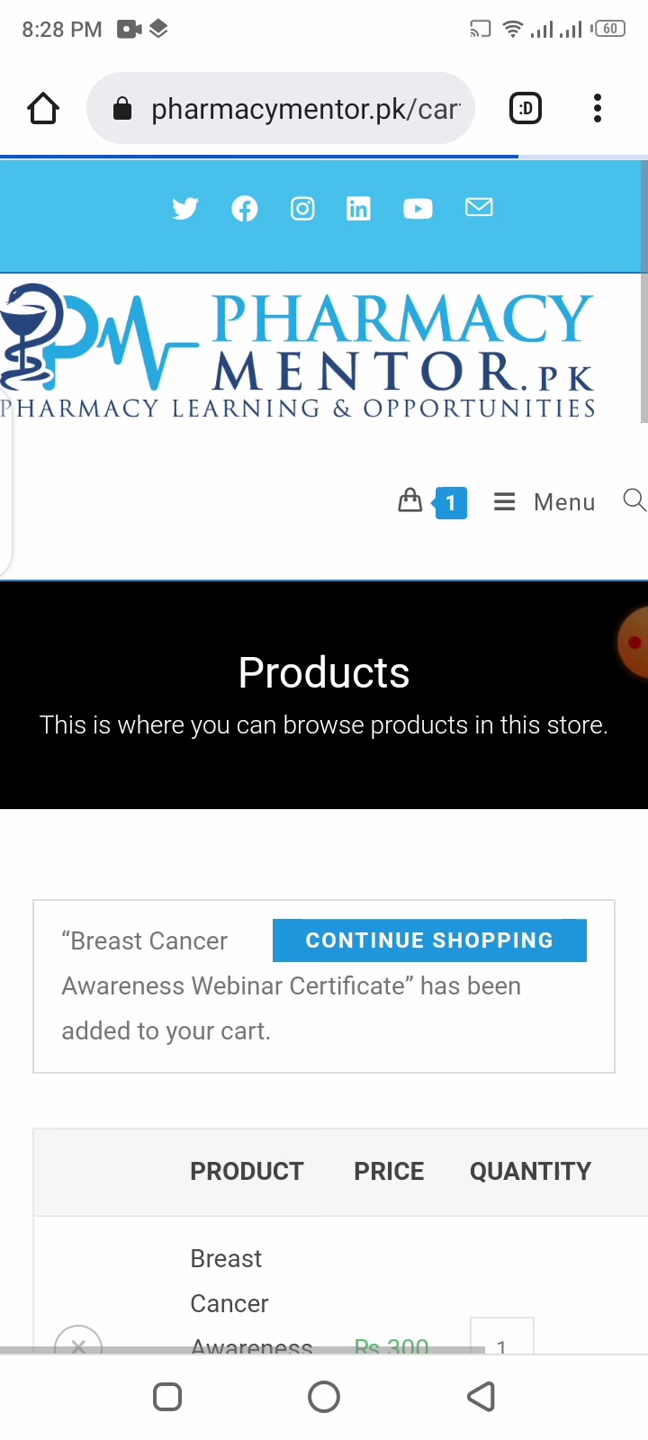 8:28 PM 60
pharmacymentor.pk/car
:D
PHARMACY
MENTOR.PK
PHARMACY LEARNING & OPPORTUNITIES
1 Menu
Products
This is where you can browse products in this store.
“Breast Cancer CONTINUE SHOPPING
Awareness Webinar Certificate” has been
added to your cart.
PRODUCT PRICE QUANTITY
Breast
Cancer
Awareness ₨ 300 1